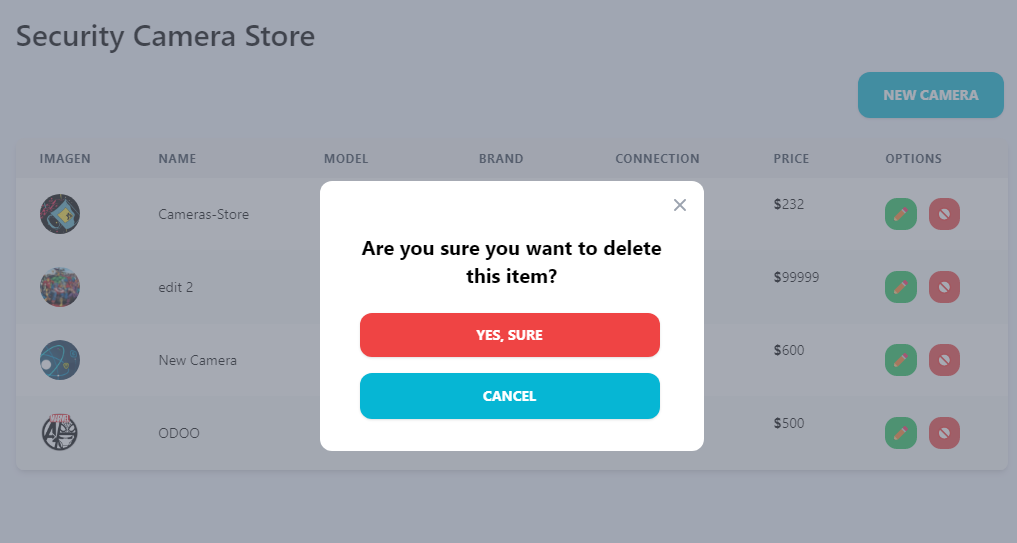 Security Camera Store
NEW CAMERA
IMAGEN NAME MODEL BRAND CONNECTION PRICE OPTIONS
Cameras-Store $232
edit 2 $99999
New Camera $600
MARVEL
ODOO $500
Are you sure you want to delete
this item?
YES, SURE
CANCEL